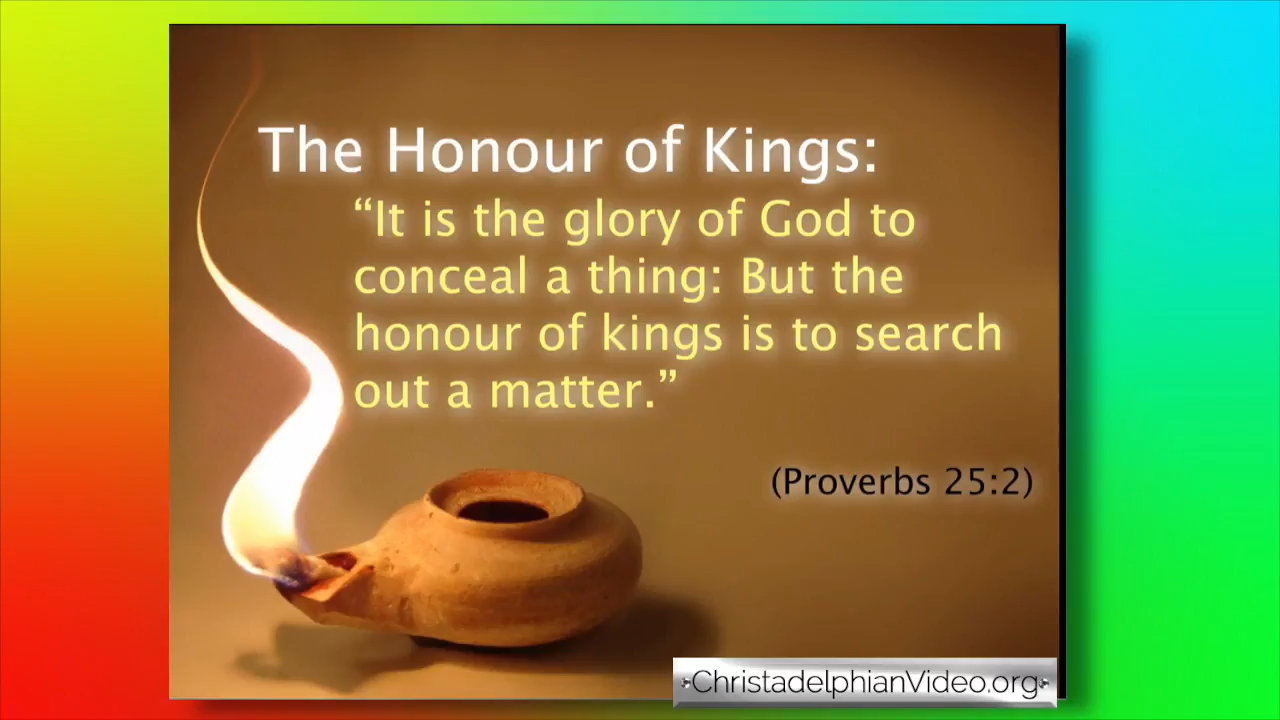 The Honour of Kings:
“It is the glory of God to
conceal a thing: But the
honour of kings is to search
out a matter.”
(Proverbs 25:2)
ChristadelphianVideo.org